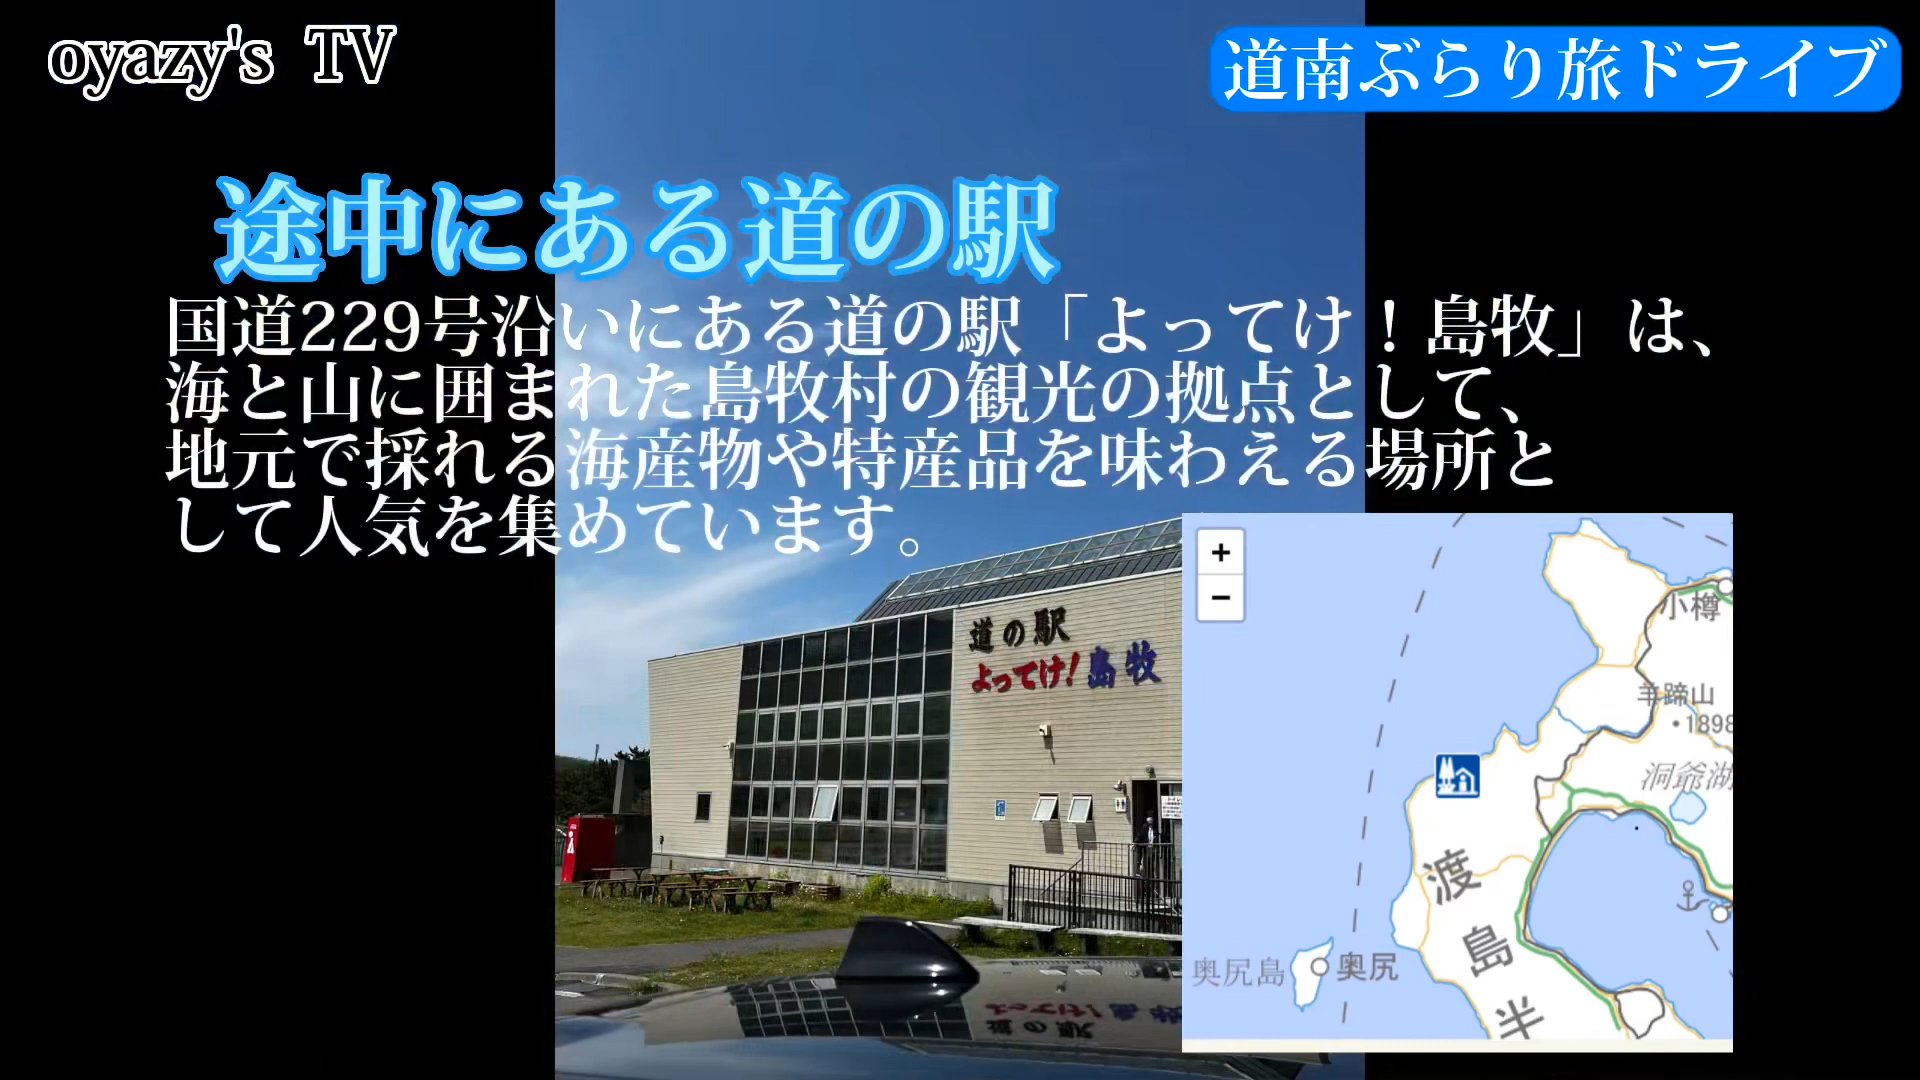 oyazy's TV
道南ぶらり旅ドライブ
途中にある道の駅
国道229号沿いにある道の駅「よってけ！島牧」は、
海と山に囲まれた島牧村の観光の拠点として、
地元で採れる海産物や特産品を味わえる場所と
して人気を集めています。
道の駅
よってけ！島牧
+
−
小樽
羊蹄山
・1898
洞爺湖
渡島半
奥尻島
奥尻